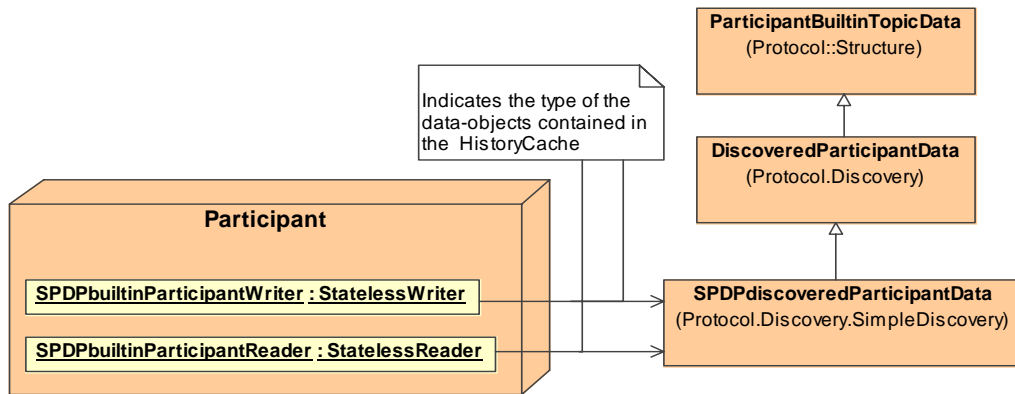 ParticipantBuiltinTopicData
(Protocol::Structure)
Indicates the type of the
data-objects contained in
the HistoryCache
DiscoveredParticipantData
(Protocol.Discovery)
Participant
SPDPbuiltinParticipantWriter : StatelessWriter
SPDPdiscoveredParticipantData
(Protocol.Discovery.SimpleDiscovery)
SPDPbuiltinParticipantReader : StatelessReader